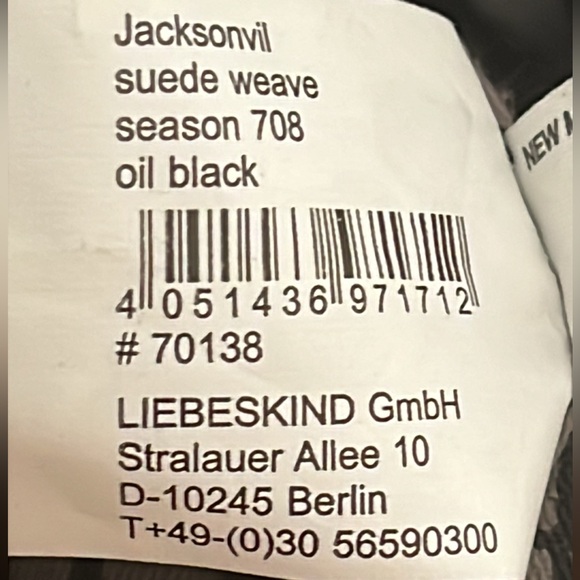 Jacksonvil
suede weave
season 708
oil black
4 051436 971712
# 70138
LIEBESKIND GmbH
Stralauer Allee 10
D-10245 Berlin
T+49-(0)30 56590300
NEW